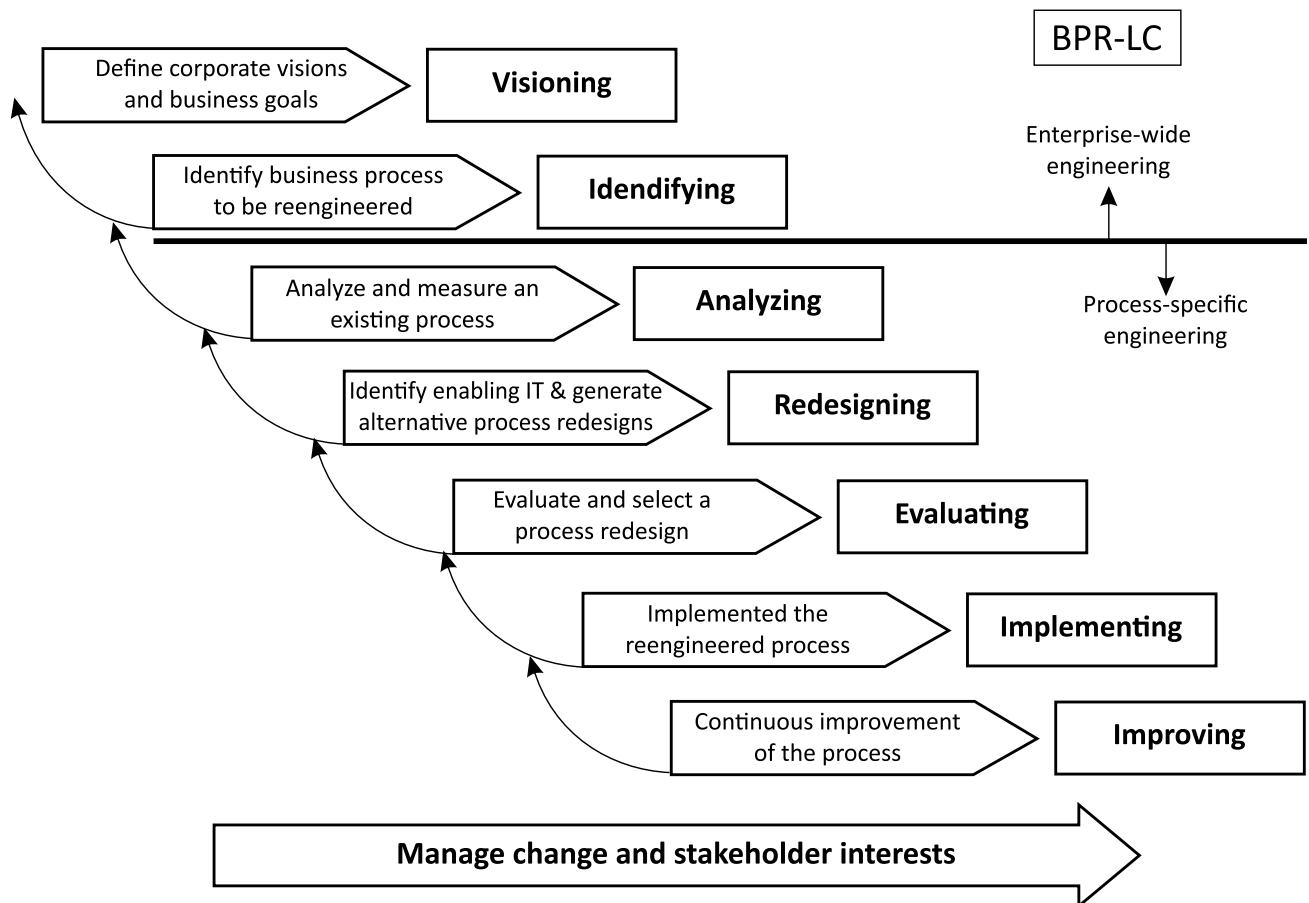 BPR-LC
Define corporate visions
and business goals
Visioning
Enterprise-wide
engineering
Identify business process
to be reengineered
Idendifying
Analyze and measure an
existing process
Analyzing
Process-specific
engineering
Identify enabling IT & generate
alternative process redesigns
Redesigning
Evaluate and select a
process redesign
Evaluating
Implemented the
reengineered process
Implementing
Continuous improvement
of the process
Improving
Manage change and stakeholder interests